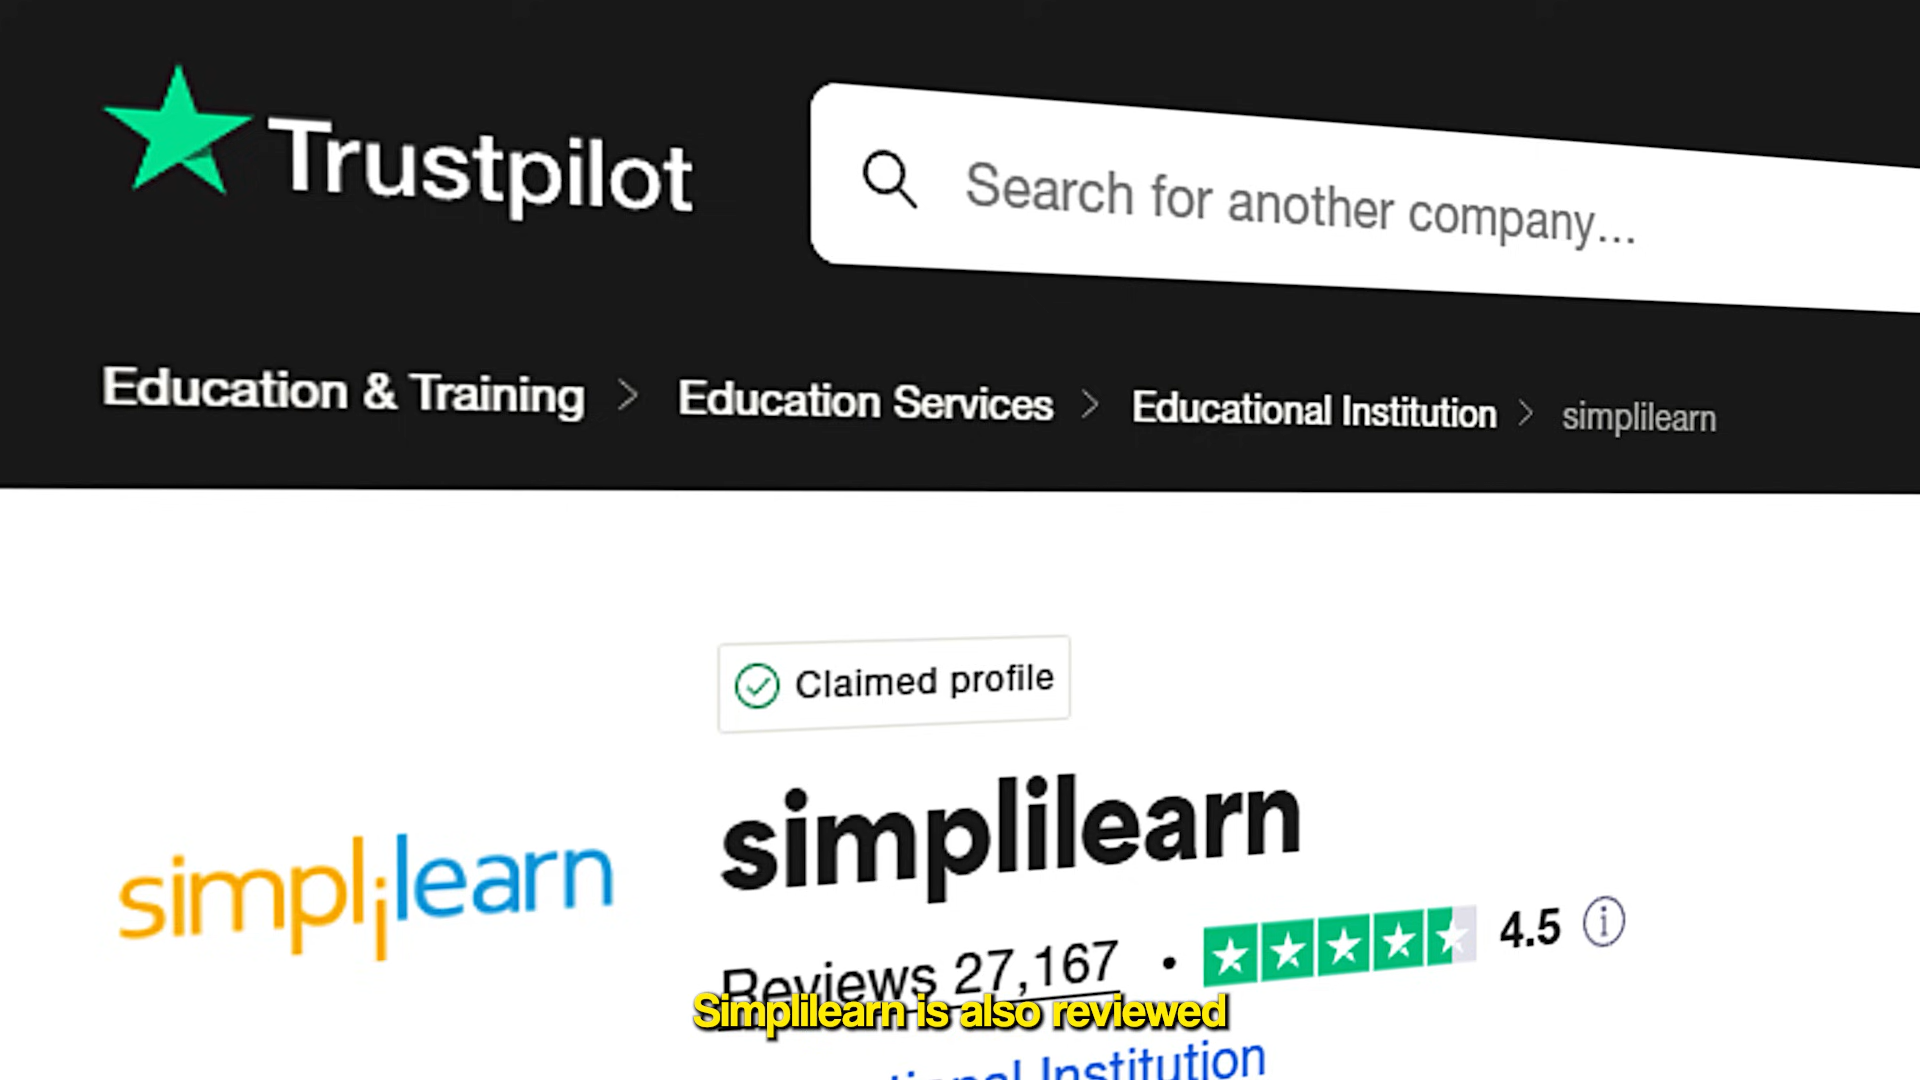 Trustpilot
Search for another company...
Education & Training > Education Services > Educational Institution > simplilearn
Claimed profile
simplilearn
simplilearn
Reviews 27,167 • 4.5
Simplilearn is also reviewed
Institution